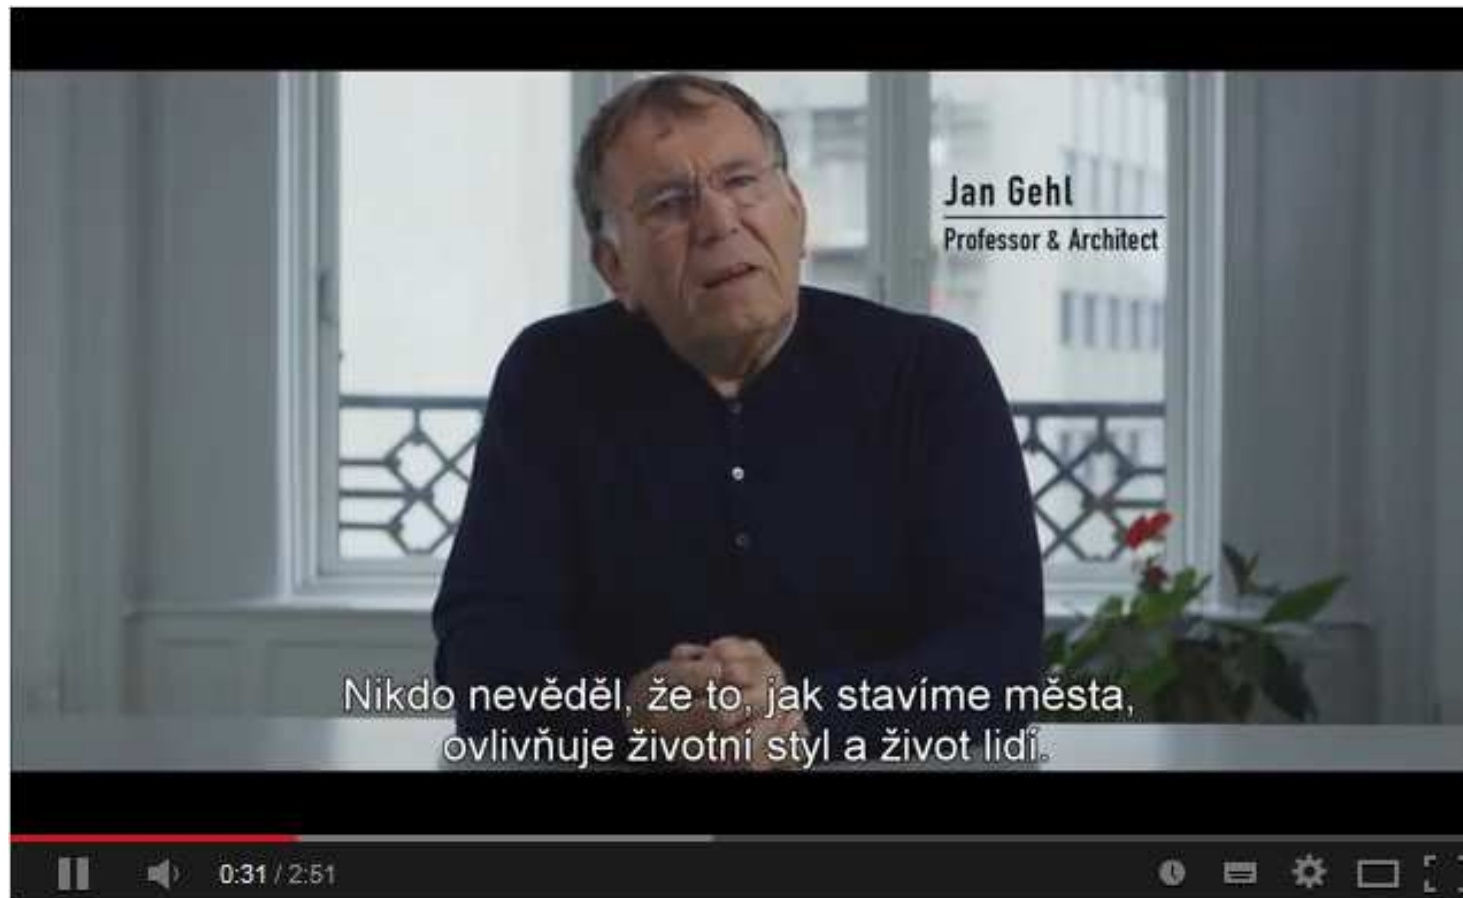 Jan Gehl
Professor & Architect
Nikdo nevěděl, že to, jak stavíme města,
ovlivňuje životní styl a život lidí.
0:31 / 2:51